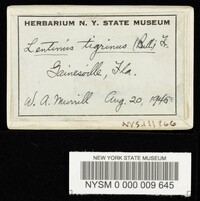 HERBARIUM N. Y. STATE MUSEUM
Lentinus tigrinus (Bull) Fr.
Gainesville, Fla.
W. A. Murrill Aug. 20, 1945
NEW YORK STATE MUSEUM
NYSM 0 000 009 645